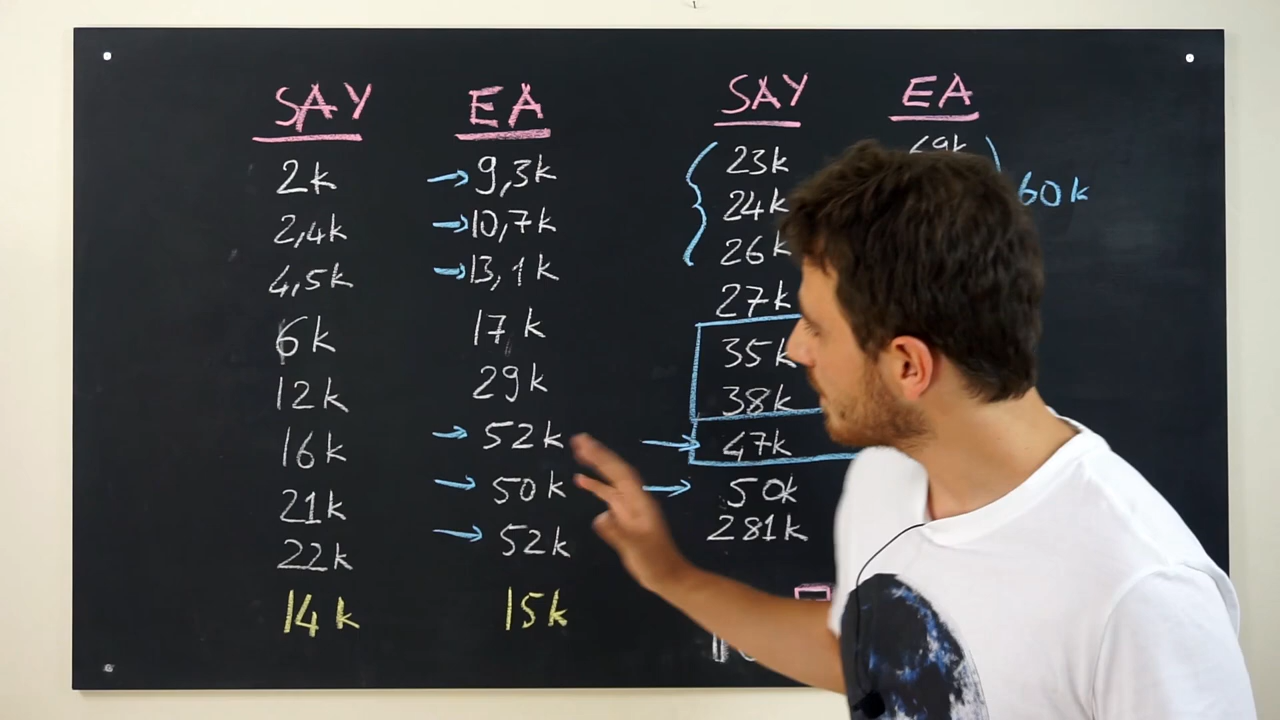 SAY EA
2k 9,3k
2,4k 10,7k
4,5k 13,1k
6k 17k
12k 29k
16k 52k
21k 50k
22k 52k
14k 15k
SAY EA
23k
24k 60k
26k
27k
35k
38k
47k
50k
281k